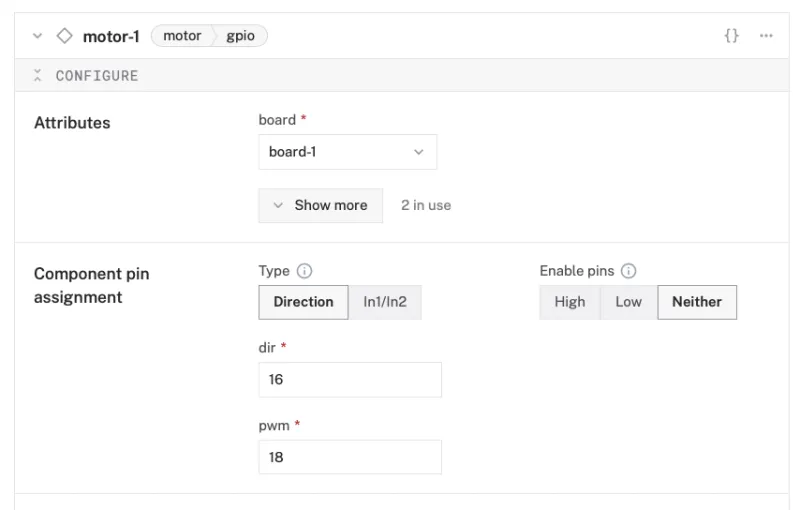 motor-1 motor gpio {} ...
CONFIGURE
Attributes
board *
board-1
Show more 2 in use
Component pin
assignment
Type
Direction In1/In2
Enable pins
High Low Neither
dir *
16
pwm *
18